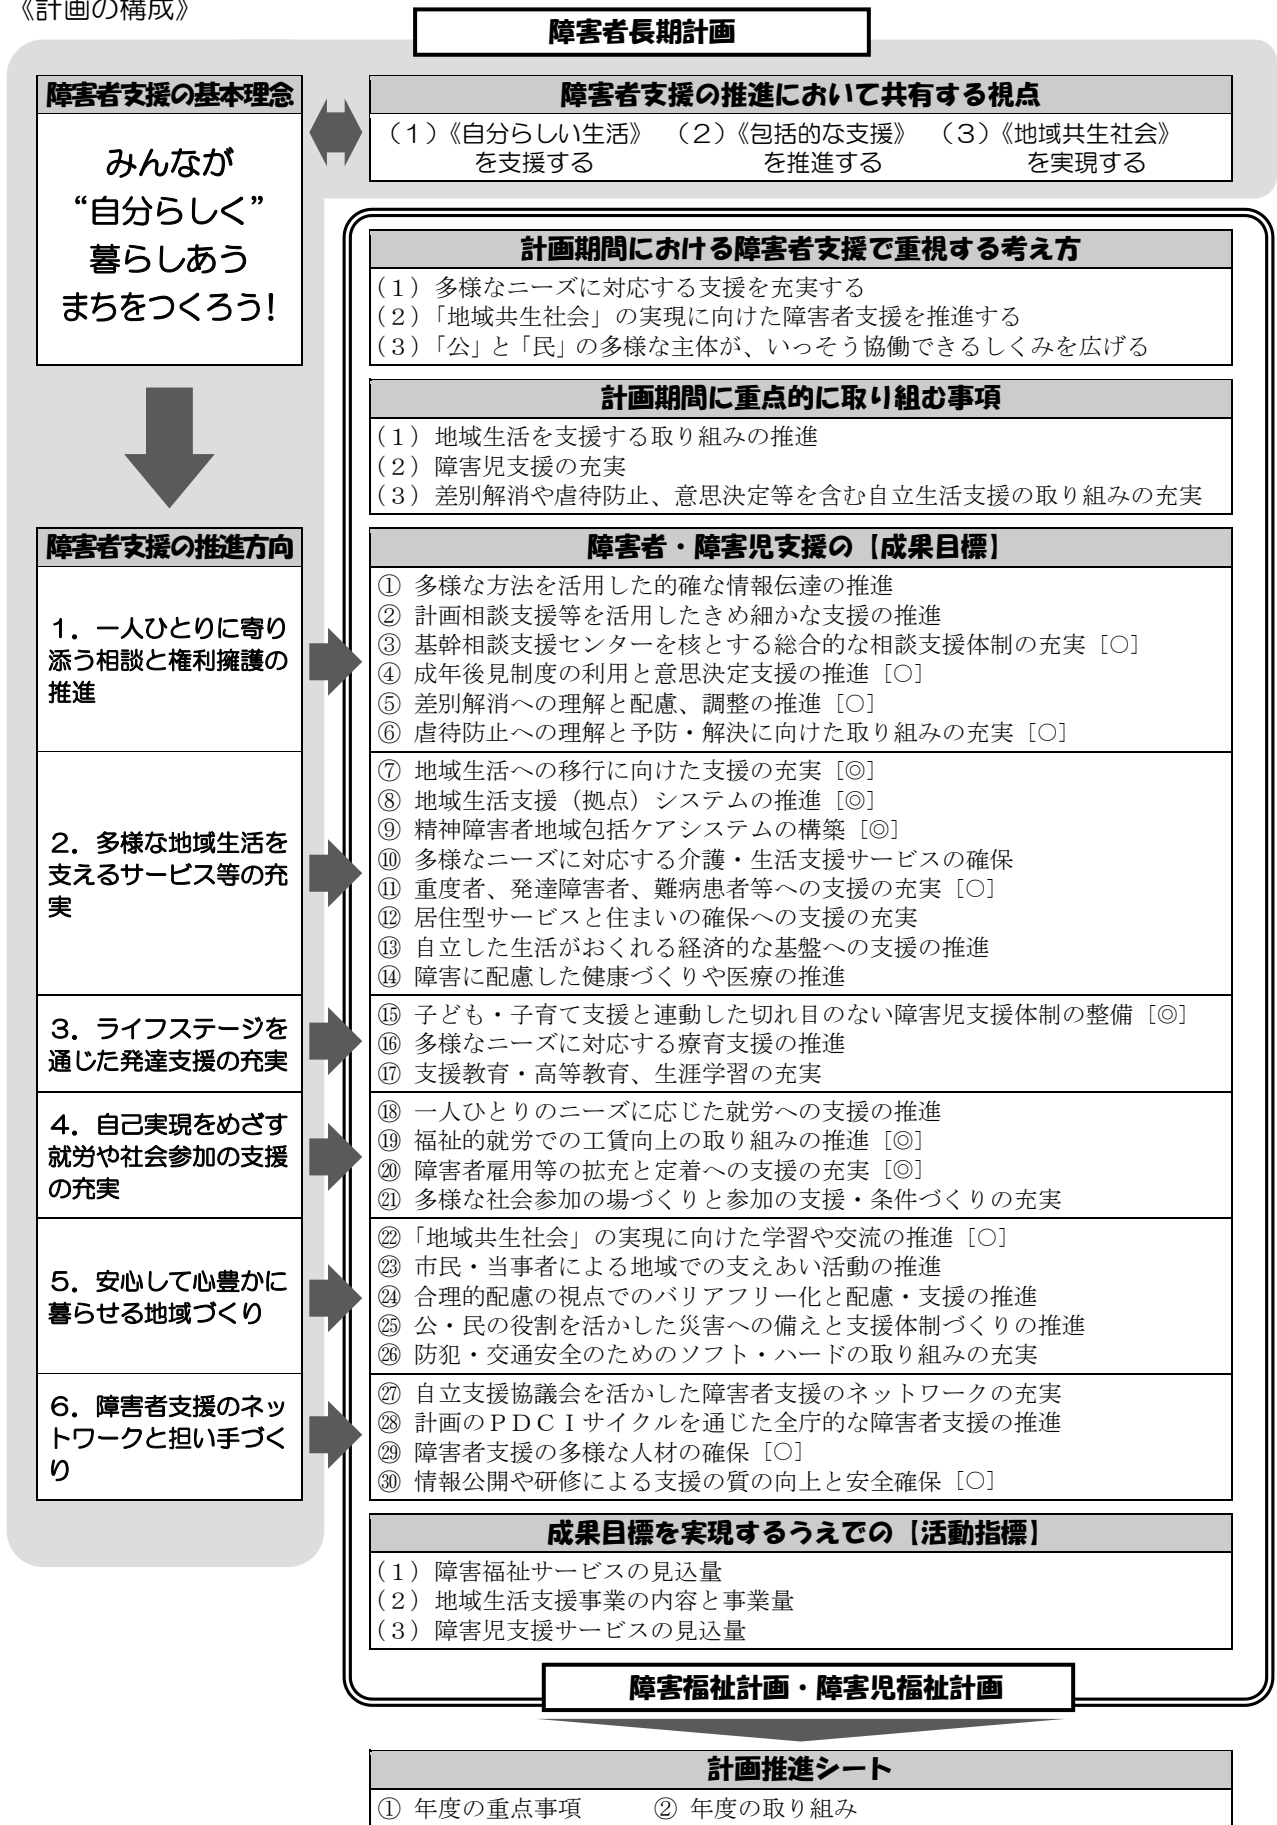 《計画の構成》
障害者長期計画
障害者支援の基本理念
みんなが
“自分らしく”
暮らしあう
まちをつくろう！
障害者支援の推進において共有する視点
（１）《自分らしい生活》　（２）《包括的な支援》　（３）《地域共生社会》
を支援する　を推進する　を実現する
計画期間における障害者支援で重視する考え方
（１）多様なニーズに対応する支援を充実する
（２）「地域共生社会」の実現に向けた障害者支援を推進する
（３）「公」と「民」の多様な主体が、いっそう協働できるしくみを広げる
計画期間に重点的に取り組む事項
（１）地域生活を支援する取り組みの推進
（２）障害児支援の充実
（３）差別解消や虐待防止、意思決定等を含む自立生活支援の取り組みの充実
障害者支援の推進方向
障害者・障害児支援の【成果目標】
１．一人ひとりに寄り
添う相談と権利擁護の
推進
① 多様な方法を活用した的確な情報伝達の推進
② 計画相談支援等を活用したきめ細かな支援の推進
③ 基幹相談支援センターを核とする総合的な相談支援体制の充実［○］
④ 成年後見制度の利用と意思決定支援の推進［○］
⑤ 差別解消への理解と配慮、調整の推進［○］
⑥ 虐待防止への理解と予防・解決に向けた取り組みの充実［○］
２．多様な地域生活を
支えるサービス等の充
実
⑦ 地域生活への移行に向けた支援の充実［◎］
⑧ 地域生活支援（拠点）システムの推進［◎］
⑨ 精神障害者地域包括ケアシステムの構築［◎］
⑩ 多様なニーズに対応する介護・生活支援サービスの確保
⑪ 重度者、発達障害者、難病患者等への支援の充実［○］
⑫ 居住型サービスと住まいの確保への支援の充実
⑬ 自立した生活がおくれる経済的な基盤への支援の推進
⑭ 障害に配慮した健康づくりや医療の推進
３．ライフステージを
通じた発達支援の充実
⑮ 子ども・子育て支援と連動した切れ目のない障害児支援体制の整備［◎］
⑯ 多様なニーズに対応する療育支援の推進
⑰ 支援教育・高等教育、生涯学習の充実
４．自己実現をめざす
就労や社会参加の支援
の充実
⑱ 一人ひとりのニーズに応じた就労への支援の推進
⑲ 福祉的就労での工賃向上の取り組みの推進［◎］
⑳ 障害者雇用等の拡充と定着への支援の充実［◎］
㉑ 多様な社会参加の場づくりと参加の支援・条件づくりの充実
５．安心して心豊かに
暮らせる地域づくり
㉒「地域共生社会」の実現に向けた学習や交流の推進［○］
㉓ 市民・当事者による地域での支えあい活動の推進
㉔ 合理的配慮の視点でのバリアフリー化と配慮・支援の推進
㉕ 公・民の役割を活かした災害への備えと支援体制づくりの推進
㉖ 防犯・交通安全のためのソフト・ハードの取り組みの充実
６．障害者支援のネッ
トワークと担い手づく
り
㉗ 自立支援協議会を活かした障害者支援のネットワークの充実
㉘ 計画のＰＤＣＩサイクルを通じた全庁的な障害者支援の推進
㉙ 障害者支援の多様な人材の確保［○］
㉚ 情報公開や研修による支援の質の向上と安全確保［○］
成果目標を実現するうえでの【活動指標】
（１）障害福祉サービスの見込量
（２）地域生活支援事業の内容と事業量
（３）障害児支援サービスの見込量
障害福祉計画・障害児福祉計画
計画推進シート
① 年度の重点事項　② 年度の取り組み